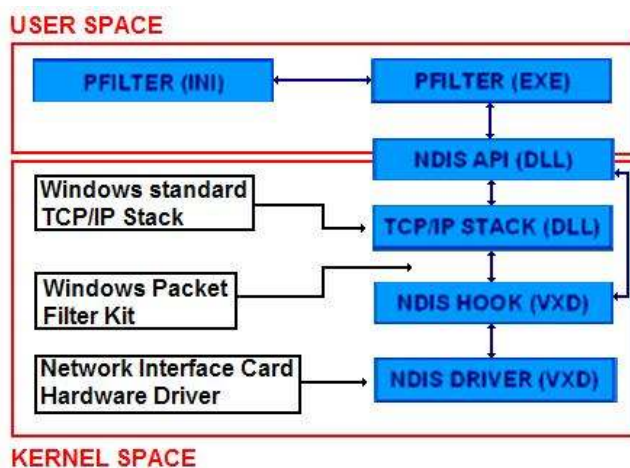 USER SPACE
PFILTER (INI)
PFILTER (EXE)
NDIS API (DLL)
Windows standard
TCP/IP Stack
TCP/IP STACK (DLL)
Windows Packet
Filter Kit
NDIS HOOK (VXD)
Network Interface Card
Hardware Driver
NDIS DRIVER (VXD)
KERNEL SPACE